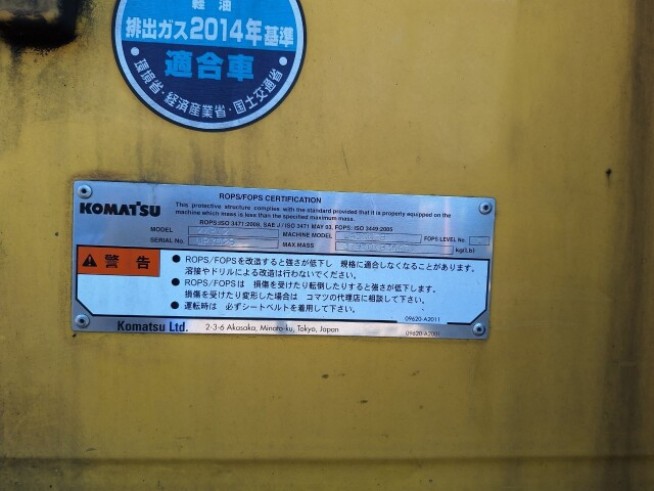 軽油
排出ガス2014年基準
適合車
・環境省・経済産業省・国土交通省・
KOMATSU
ROPS/FOPS CERTIFICATION
This protective structure complies with the standard provided that it is properly equipped on the
machine which mass is less than the specified maximum mass.
ROPS:ISO 3471:2008, SAE J / ISO 3471 MAY 03, FOPS: ISO 3449:2005
MODEL
MACHINE MODEL
FOPS LEVEL No.
SERIAL No.
MAX.MASS
kg(Lb)
警告
● ROPS/FOPSを改造すると強さが低下し 規格に適合しなくなることがあります。
溶接やドリルによる改造は行わないでください。
● ROPS/FOPSは 損傷を受けたり転倒したりすると強さが低下します。
損傷を受けたり変形した場合は コマツの代理店に相談して下さい。
● 運転時は 必ずシートベルトを着用して下さい。
09620-A3011
Komatsu Ltd.
2-3-6 Akasaka, Minato-ku, Tokyo, Japan